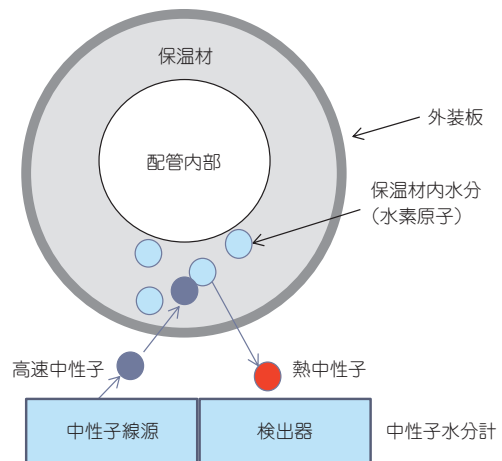 保温材
外装板
配管内部
保温材内水分
（水素原子）
高速中性子
熱中性子
中性子線源
検出器
中性子水分計